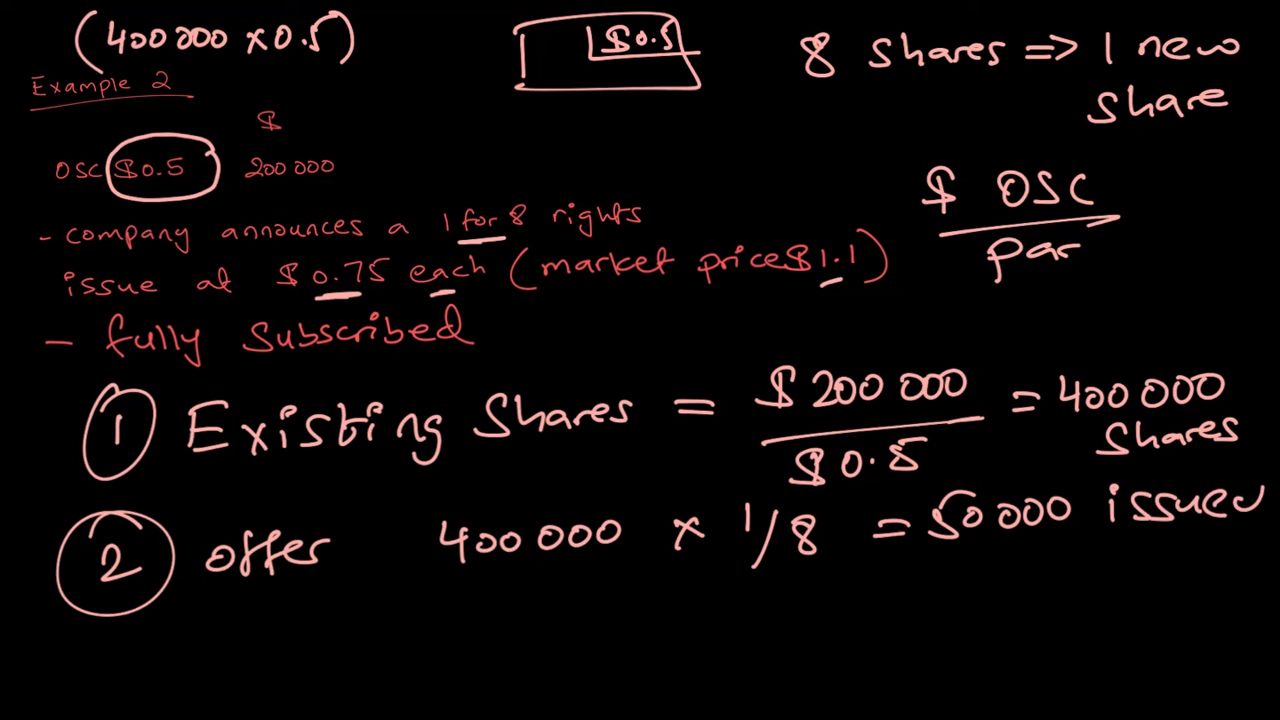 (400 000 x 0.5)
$0.5
8 shares => 1 new
share
Example 2
$
OSC $0.5 200 000
$ OSC
par
- company announces a 1 for 8 rights
issue at $ 0.75 each (market price $1.1)
- fully subscribed
1 Existing Shares = $ 200 000 / $ 0.5 = 400 000
shares
2 offer 400 000 x 1/8 = 50 000 issued